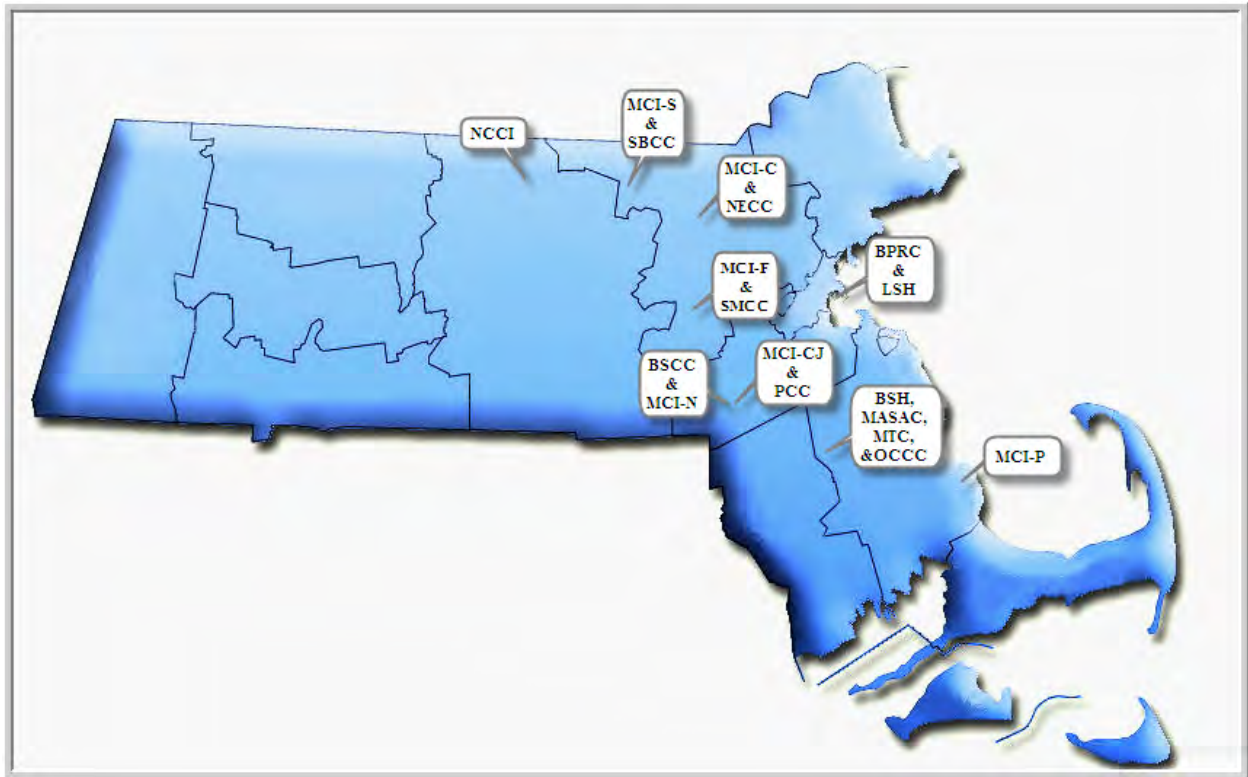 NCCI
MCI-S
&
SBCC
MCI-C
&
NECC
BPRC
&
LSH
MCI-F
&
SMCC
BSCC
&
MCI-N
MCI-CJ
&
PCC
BSH,
MASAC,
MTC,
&OCCC
MCI-P